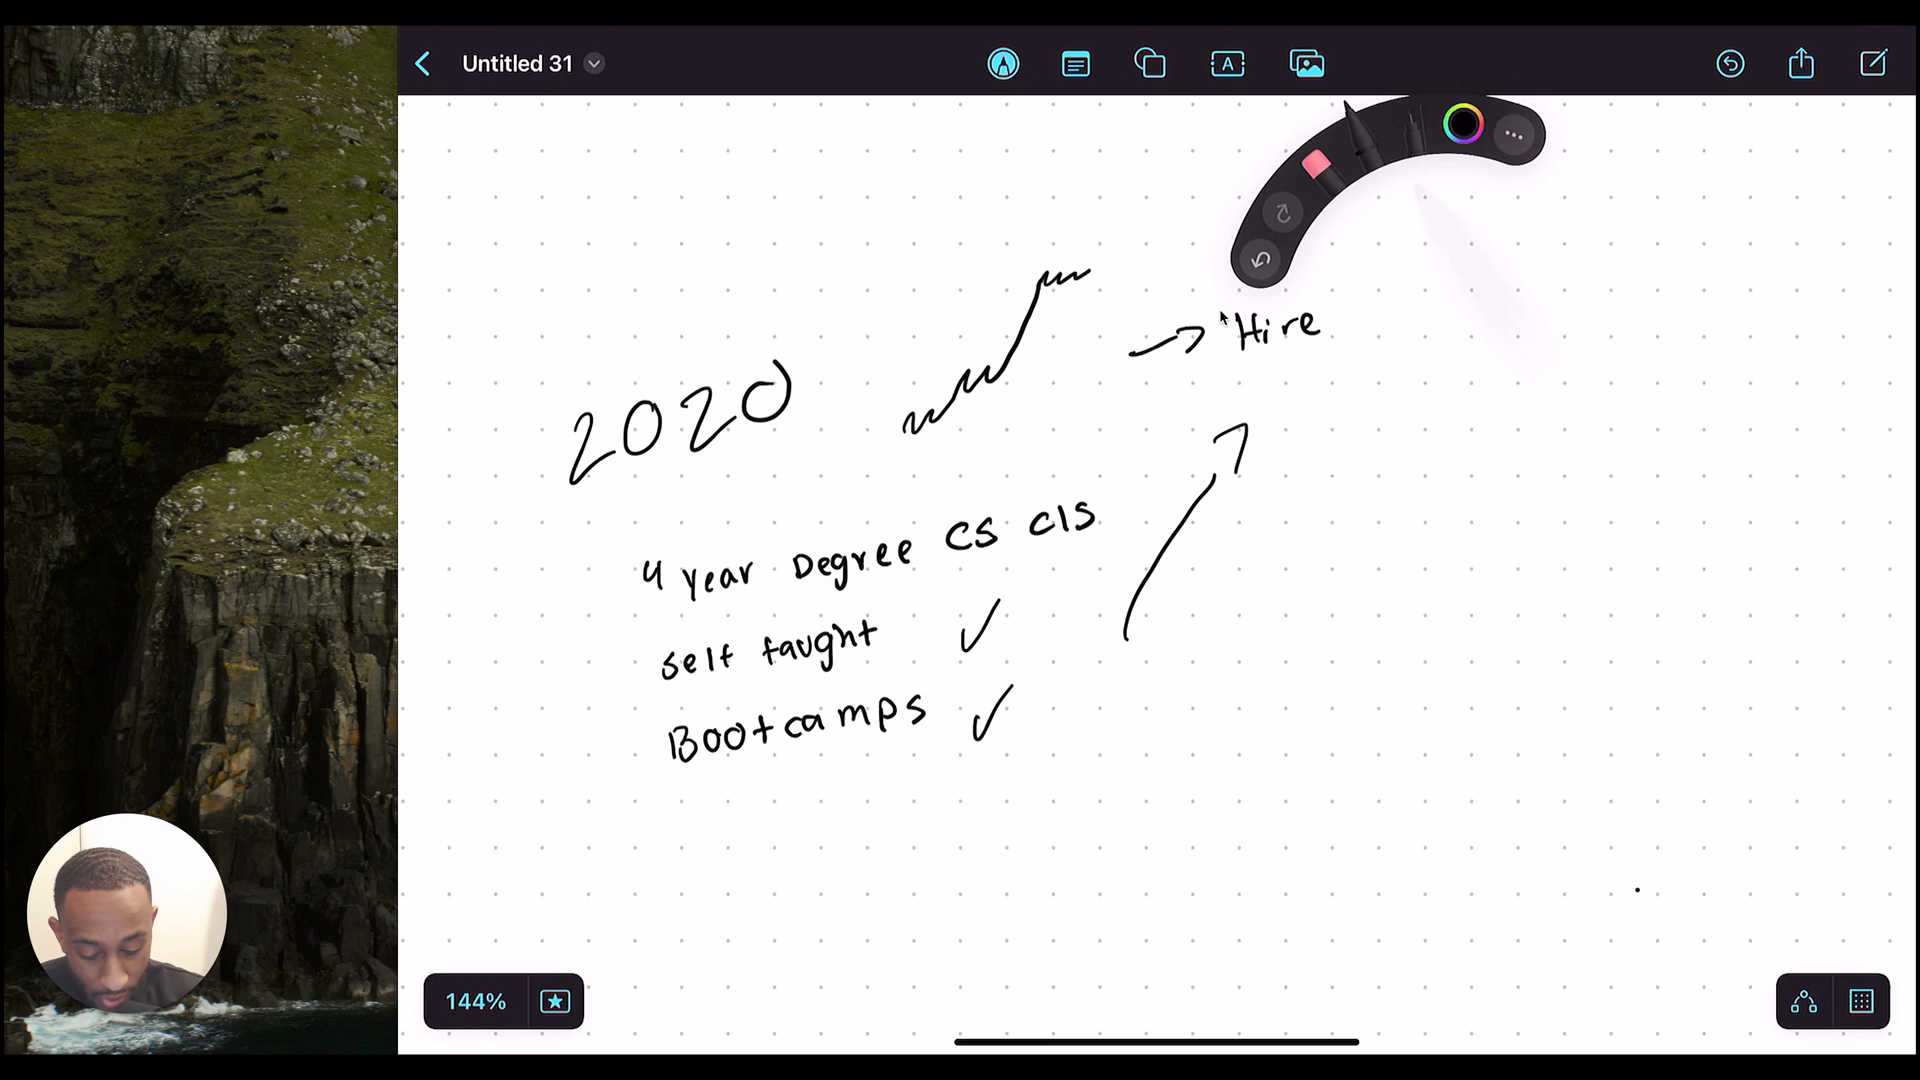 Untitled 31
A
Hire
2020
4 year Degree CS CIS
self taught
Bootcamps
144%